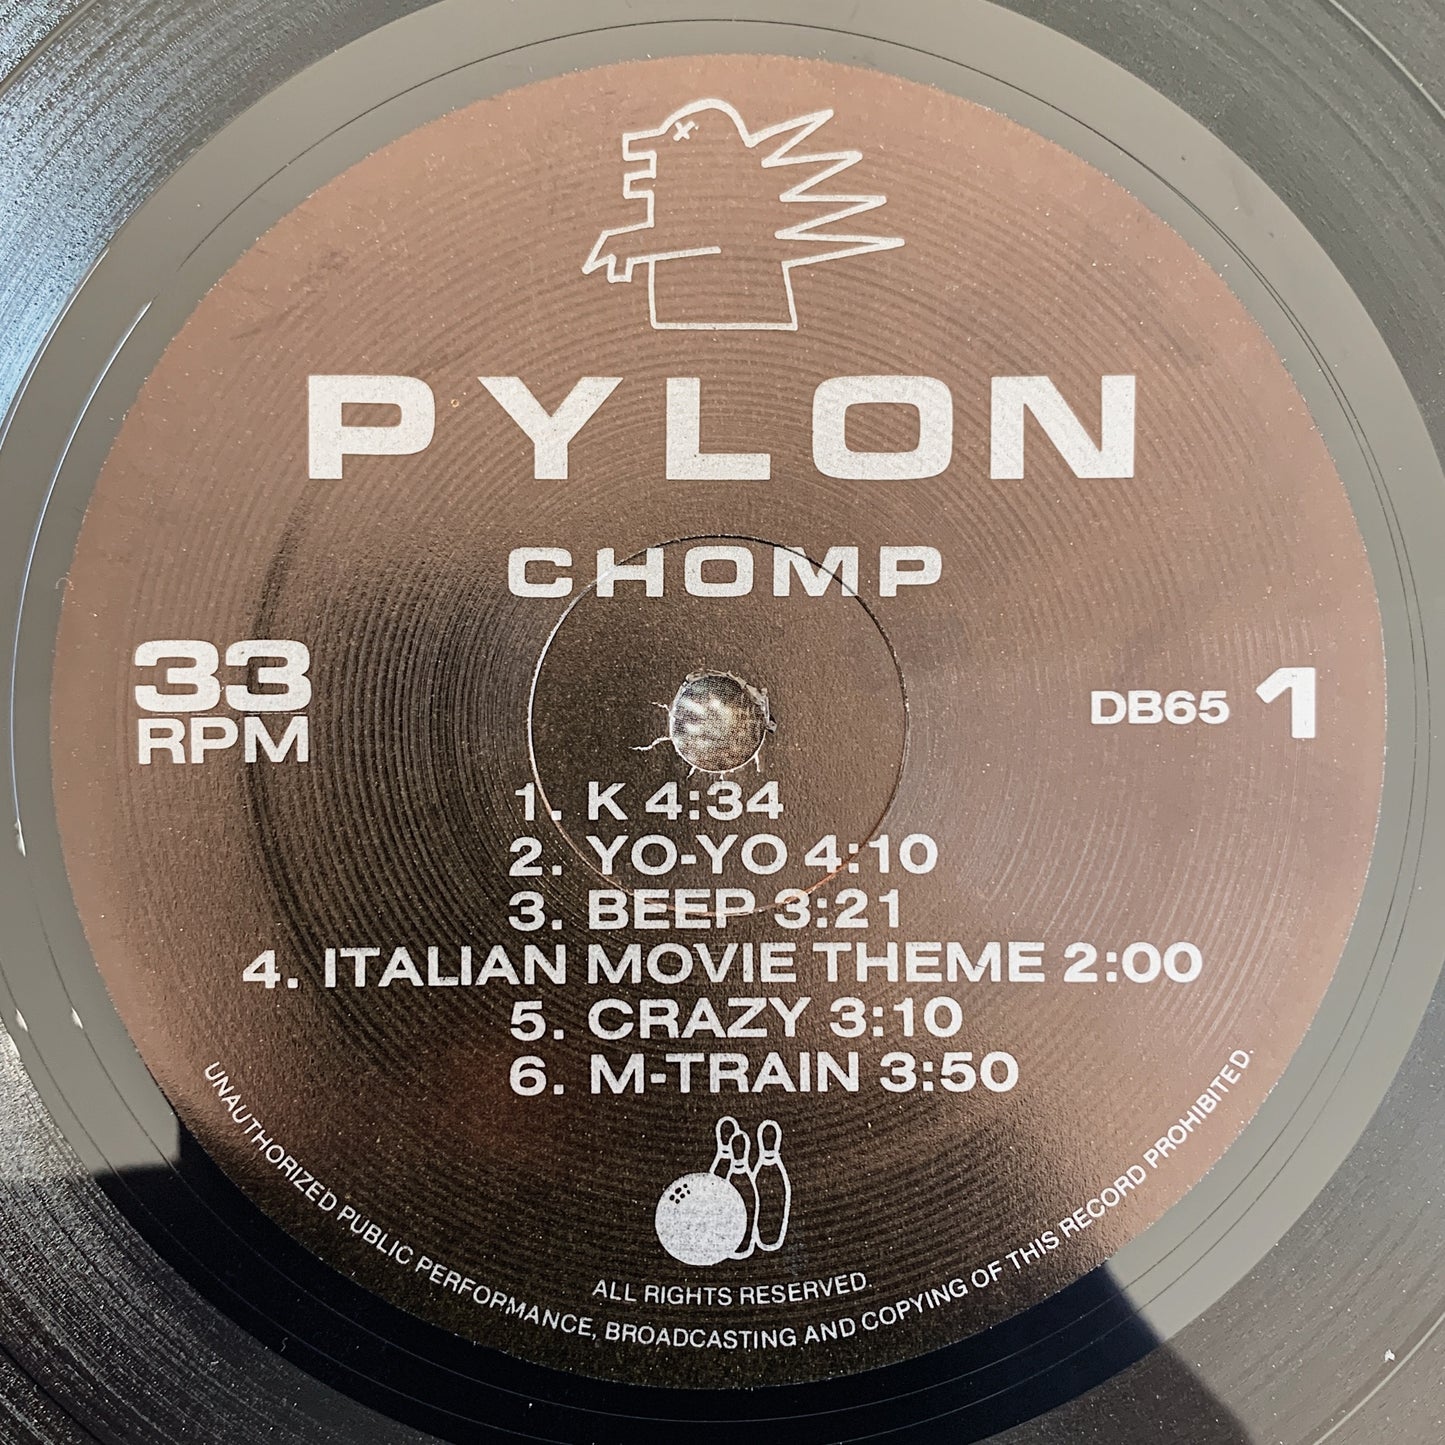 PYLON
CHOMP
33
RPM
DB65 1
1. K 4:34
2. YO-YO 4:10
3. BEEP 3:21
4. ITALIAN MOVIE THEME 2:00
5. CRAZY 3:10
6. M-TRAIN 3:50
ALL RIGHTS RESERVED.
UNAUTHORIZED PUBLIC PERFORMANCE, BROADCASTING AND COPYING OF THIS RECORD PROHIBITED.